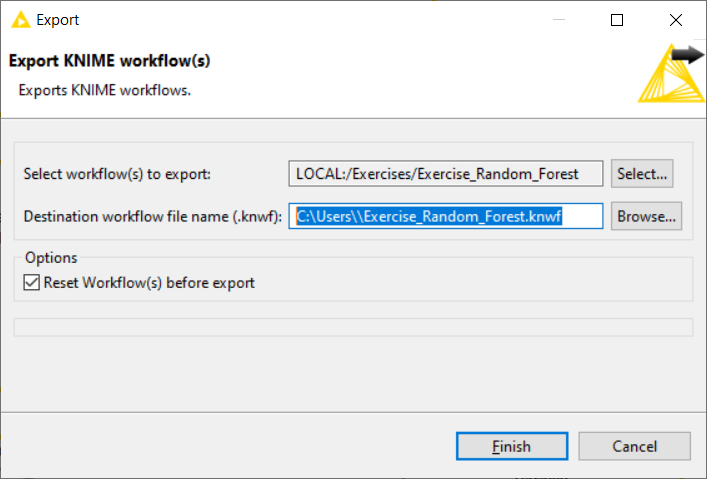 Export
Export KNIME workflow(s)
Exports KNIME workflows.
Select workflow(s) to export: LOCAL:/Exercises/Exercise_Random_Forest Select...
Destination workflow file name (.knwf): C:\Users\\Exercise_Random_Forest.knwf Browse...
Options
Reset Workflow(s) before export
Finish Cancel